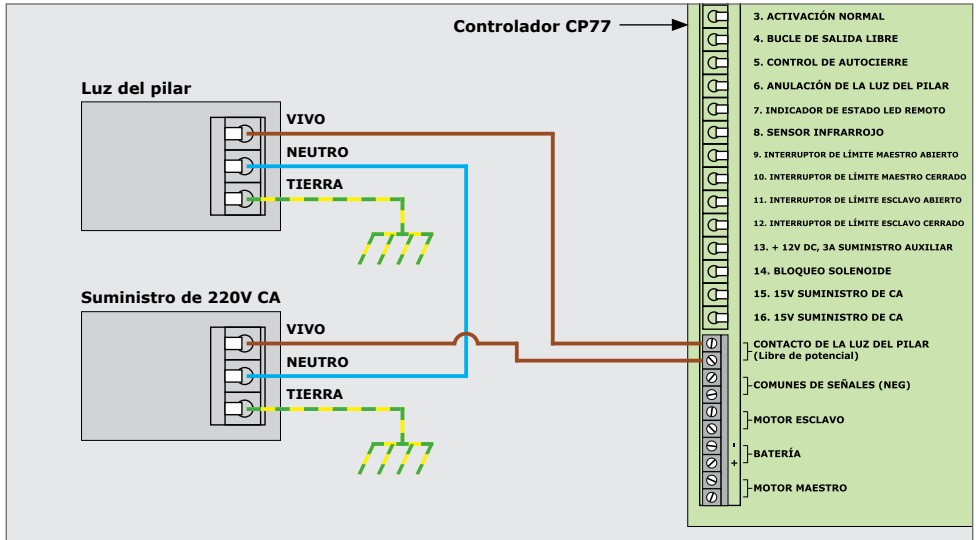 Controlador CP77
Luz del pilar
VIVO
NEUTRO
TIERRA
Suministro de 220V CA
VIVO
NEUTRO
TIERRA
3. ACTIVACIÓN NORMAL
4. BUCLE DE SALIDA LIBRE
5. CONTROL DE AUTOCIERRE
6. ANULACIÓN DE LA LUZ DEL PILAR
7. INDICADOR DE ESTADO LED REMOTO
8. SENSOR INFRARROJO
9. INTERRUPTOR DE LÍMITE MAESTRO ABIERTO
10. INTERRUPTOR DE LÍMITE MAESTRO CERRADO
11. INTERRUPTOR DE LÍMITE ESCLAVO ABIERTO
12. INTERRUPTOR DE LÍMITE ESCLAVO CERRADO
13. + 12V DC, 3A SUMINISTRO AUXILIAR
14. BLOQUEO SOLENOIDE
15. 15V SUMINISTRO DE CA
16. 15V SUMINISTRO DE CA
CONTACTO DE LA LUZ DEL PILAR
(Libre de potencial)
COMUNES DE SEÑALES (NEG)
MOTOR ESCLAVO
-
BATERÍA
+
MOTOR MAESTRO